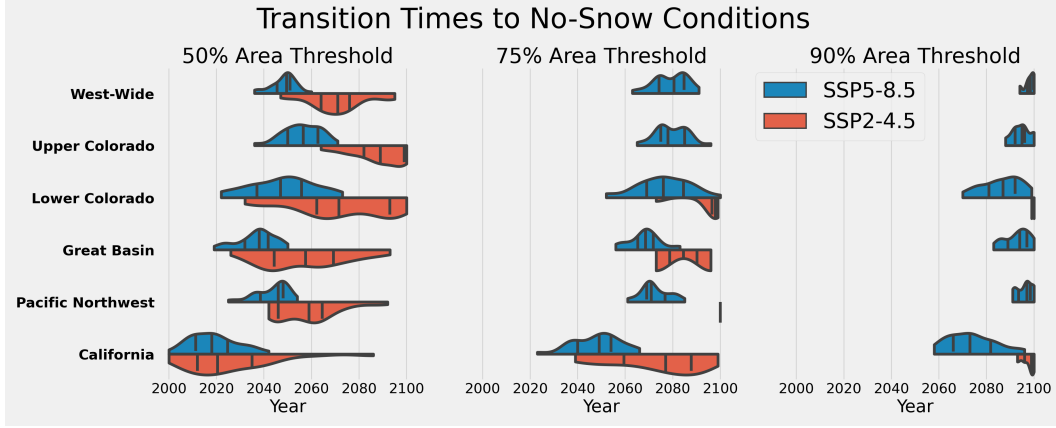 Transition Times to No-Snow Conditions
50% Area Threshold
75% Area Threshold
90% Area Threshold
West-Wide
Upper Colorado
Lower Colorado
Great Basin
Pacific Northwest
California
SSP5-8.5
SSP2-4.5
2000 2020 2040 2060 2080 2100
2000 2020 2040 2060 2080 2100
2000 2020 2040 2060 2080 2100
Year
Year
Year